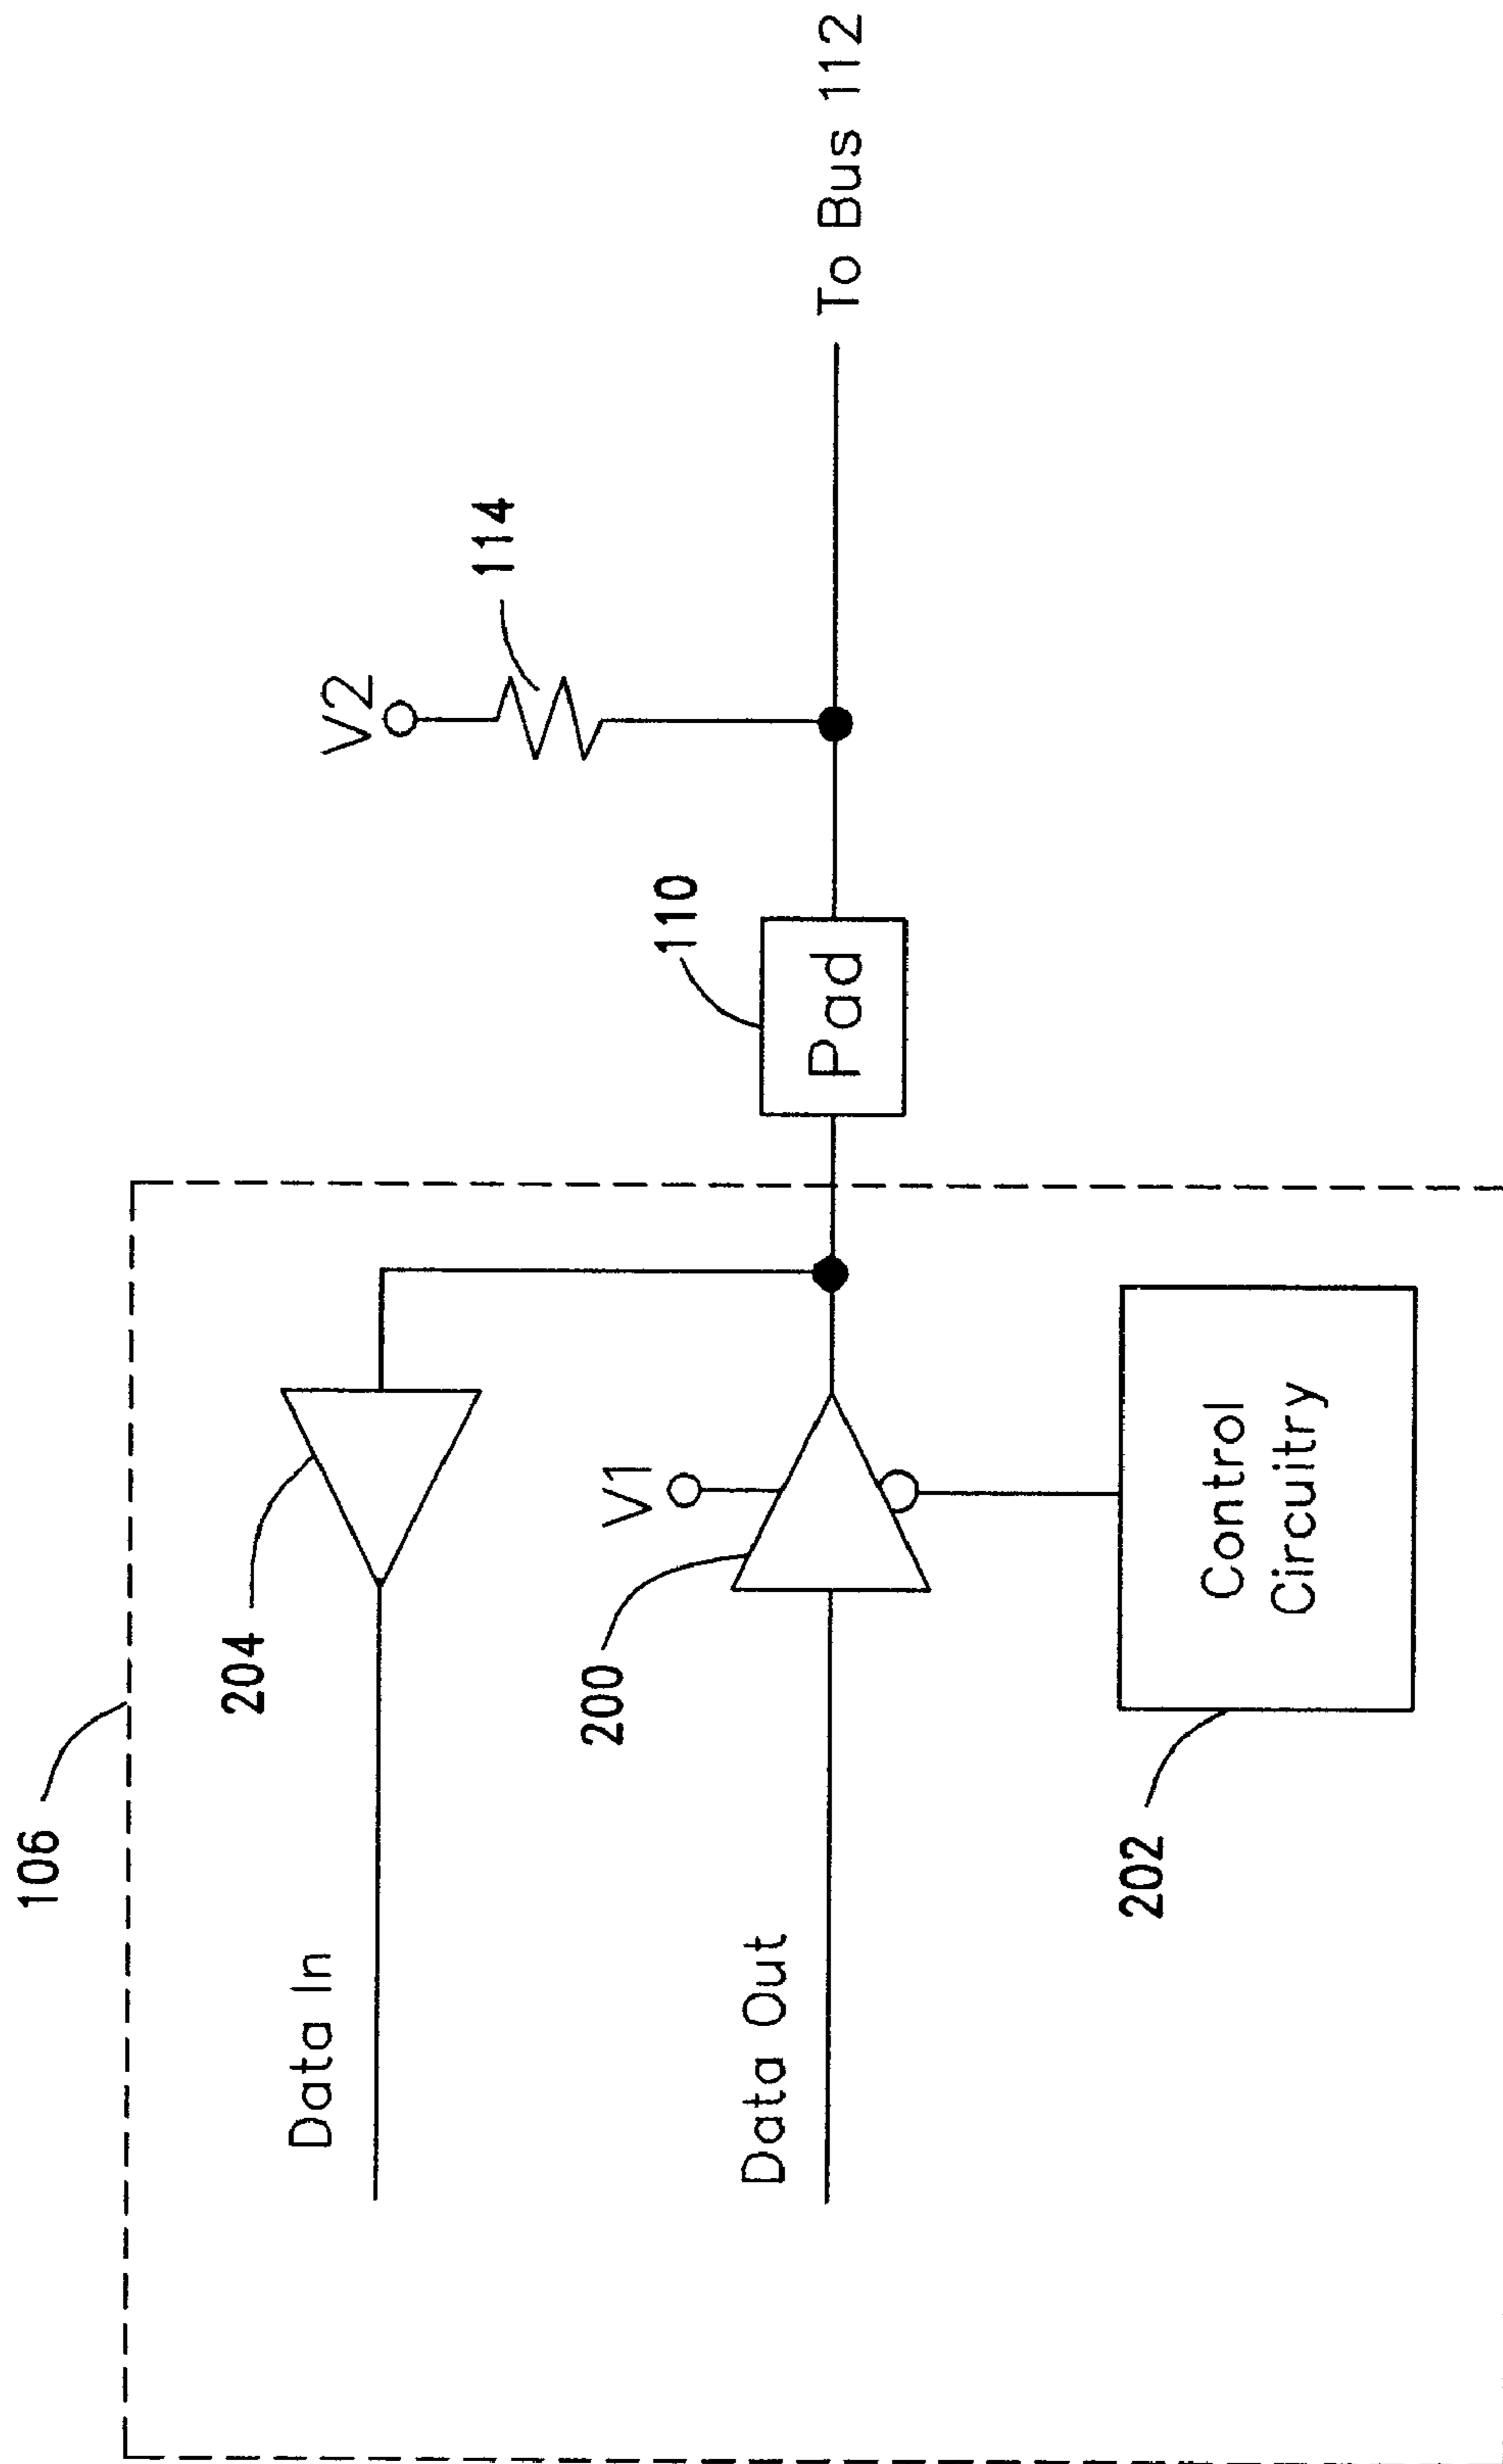 106
204
Data In
V2
114
200
V1
110
Data Out
Pad
To Bus 112
202
Control
Circuitry